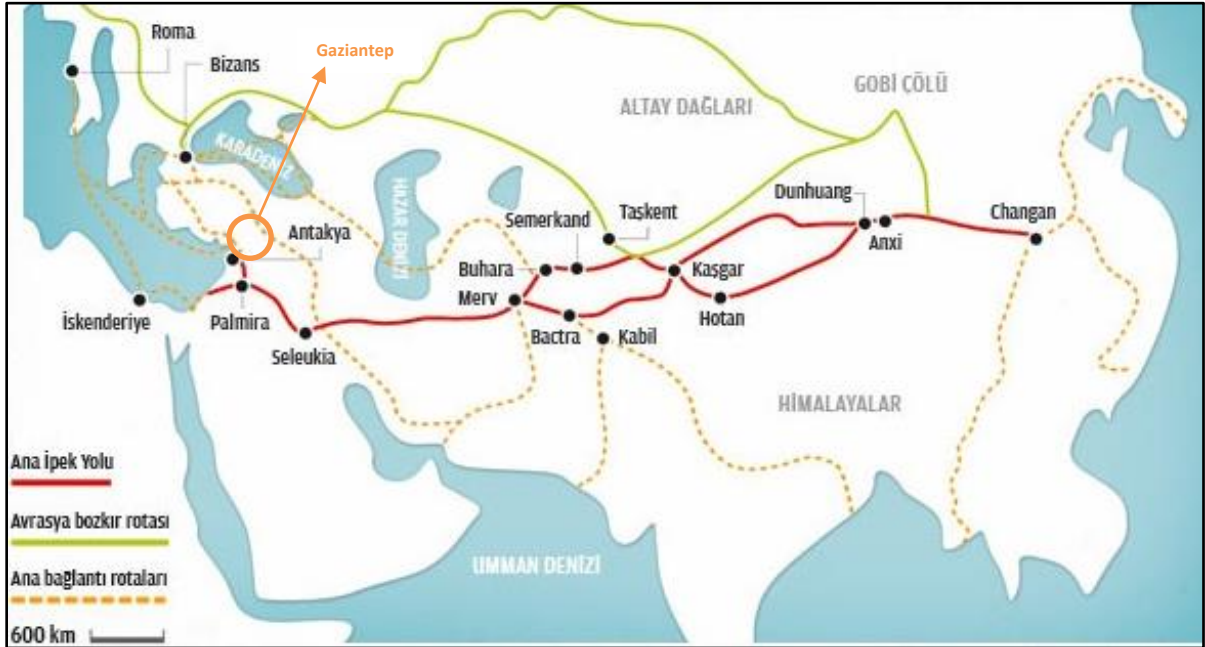 Roma
Gaziantep
Bizans
GOBİ ÇÖLÜ
ALTAY DAĞLARI
KARADENİZ
HAZAR DENİZİ
Dunhuang
Semerkand
Taşkent
Changan
Antakya
Anxi
Buhara
Kaşgar
Merv
İskenderiye
Palmira
Hotan
Bactra
Kabil
Seleukia
HİMALAYALAR
Ana İpek Yolu
Avrasya bozkır rotası
UMMAN DENİZİ
Ana bağlantı rotaları
600 km